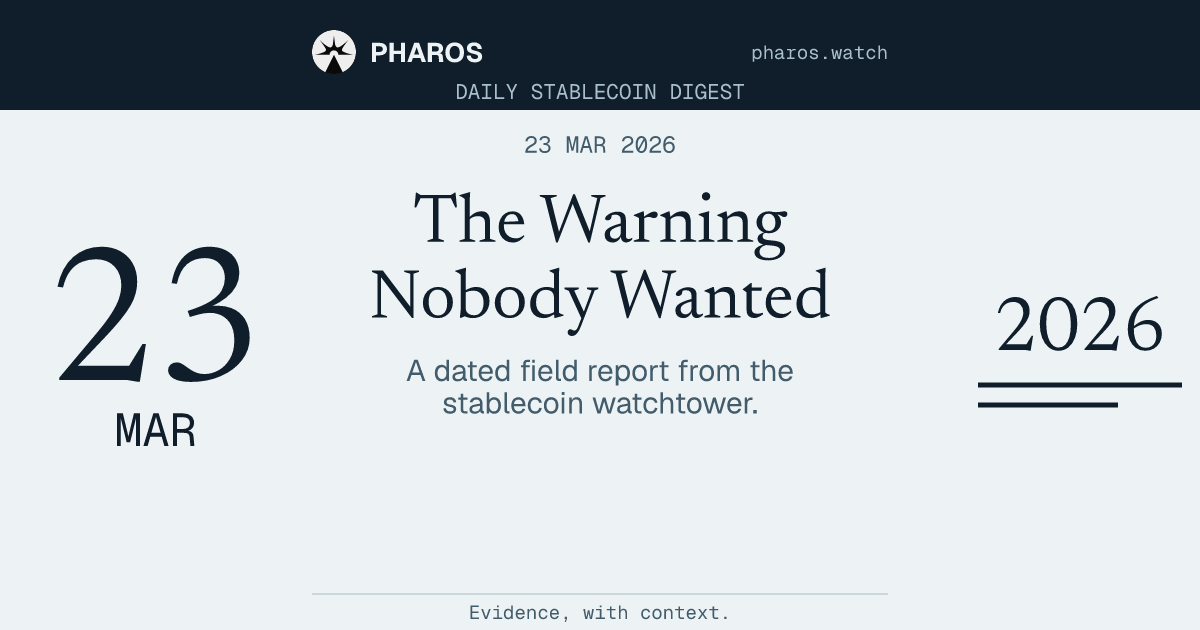 PHAROS
pharos.watch
DAILY STABLECOIN DIGEST
23 MAR 2026
The Warning
Nobody Wanted
A dated field report from the
stablecoin watchtower.
23
MAR
2026
Evidence, with context.